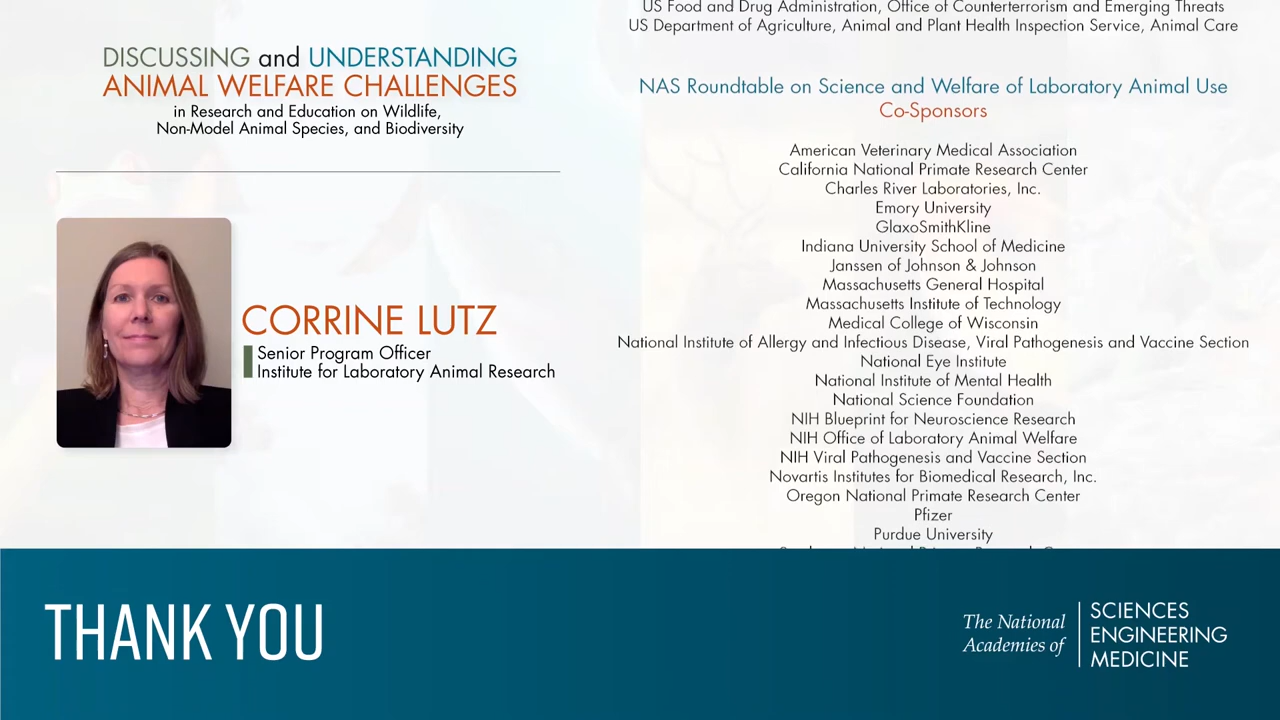 DISCUSSING and UNDERSTANDING
ANIMAL WELFARE CHALLENGES
in Research and Education on Wildlife,
Non-Model Animal Species, and Biodiversity
CORRINE LUTZ
Senior Program Officer
Institute for Laboratory Animal Research
US Food and Drug Administration, Office of Counterterrorism and Emerging Threats
US Department of Agriculture, Animal and Plant Health Inspection Service, Animal Care
NAS Roundtable on Science and Welfare of Laboratory Animal Use
Co-Sponsors
American Veterinary Medical Association
California National Primate Research Center
Charles River Laboratories, Inc.
Emory University
GlaxoSmithKline
Indiana University School of Medicine
Janssen of Johnson & Johnson
Massachusetts General Hospital
Massachusetts Institute of Technology
Medical College of Wisconsin
National Institute of Allergy and Infectious Disease, Viral Pathogenesis and Vaccine Section
National Eye Institute
National Institute of Mental Health
National Science Foundation
NIH Blueprint for Neuroscience Research
NIH Office of Laboratory Animal Welfare
NIH Viral Pathogenesis and Vaccine Section
Novartis Institutes for Biomedical Research, Inc.
Oregon National Primate Research Center
Pfizer
Purdue University
THANK YOU
The National
Academies of
SCIENCES
ENGINEERING
MEDICINE